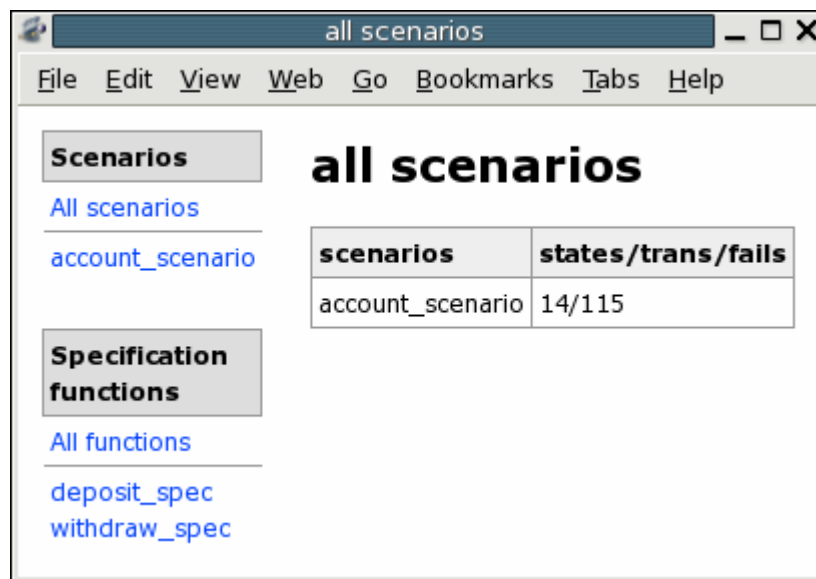 all scenarios
File Edit View Web Go Bookmarks Tabs Help
Scenarios
All scenarios
account_scenario
Specification
functions
All functions
deposit_spec
withdraw_spec
all scenarios
scenarios states/trans/fails
account_scenario 14/115